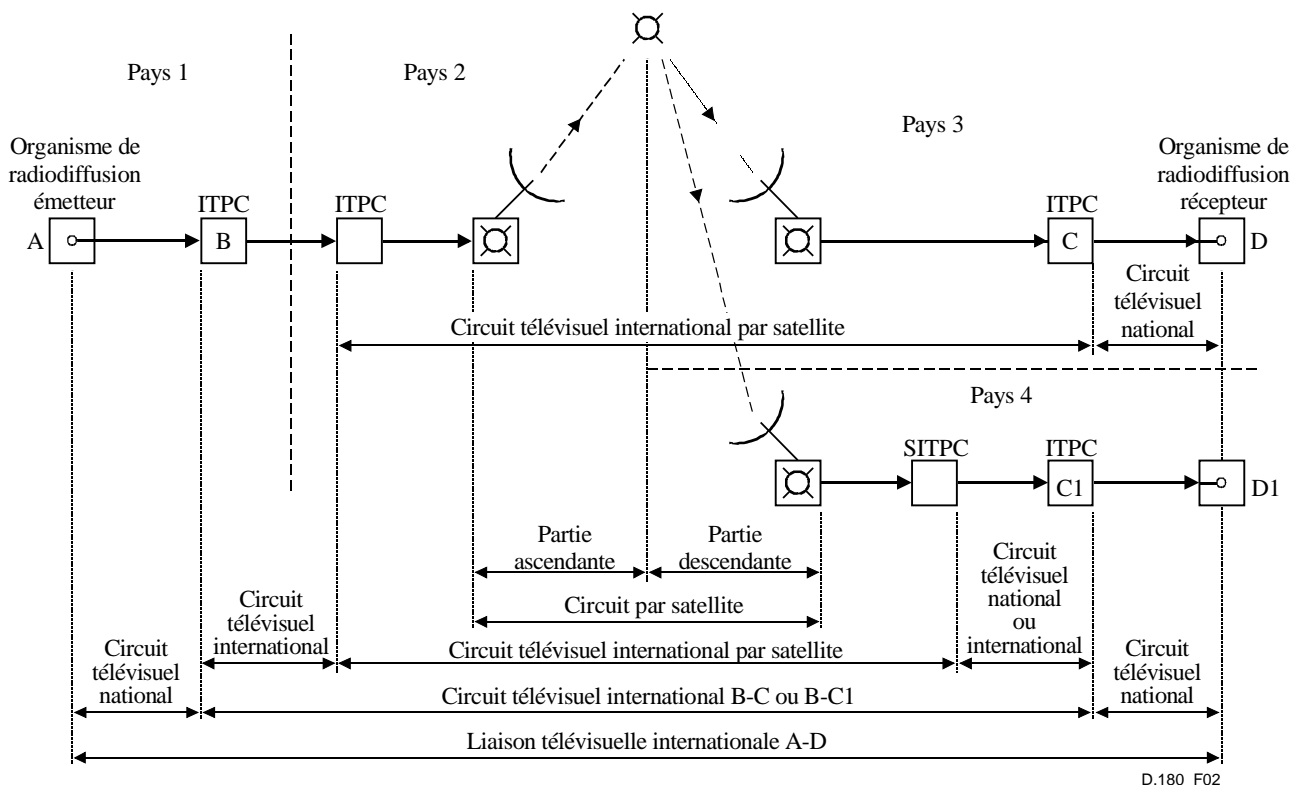 Pays 1
Pays 2
Pays 3
Organisme de
radiodiffusion
émetteur
Organisme de
radiodiffusion
récepteur
ITPC
ITPC
ITPC
A
B
C
D
Circuit
télévisuel
national
Circuit télévisuel international par satellite
Pays 4
SITPC
ITPC
C1
D1
Partie
ascendante
Partie
descendante
Circuit
télévisuel
national
ou
international
Circuit par satellite
Circuit
télévisuel
international
Circuit télévisuel international par satellite
Circuit
télévisuel
national
Circuit
télévisuel
national
Circuit télévisuel international B-C ou B-C1
Liaison télévisuelle internationale A-D
D.180_F02